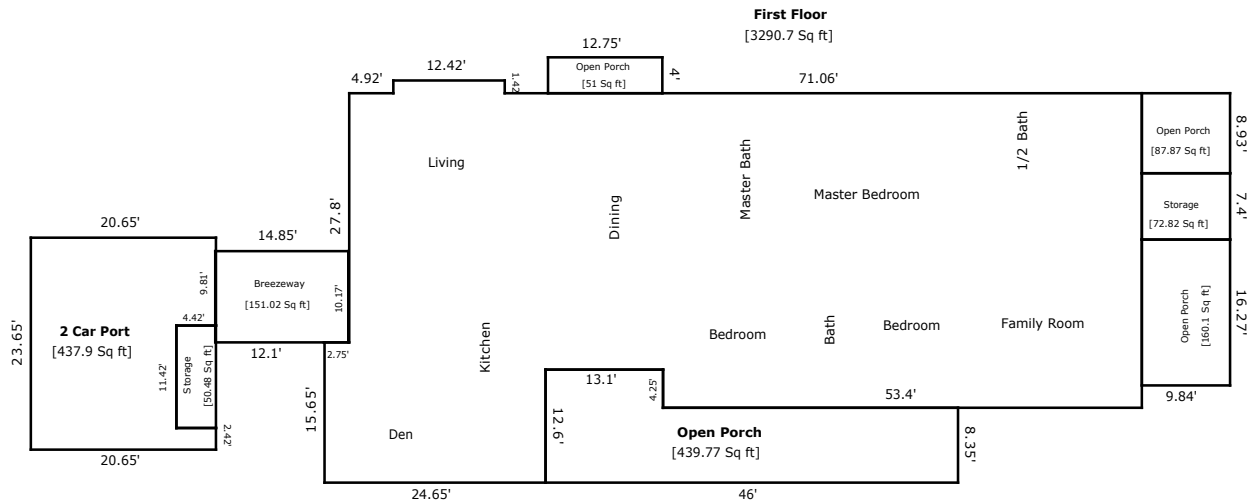 First Floor
[3290.7 Sq ft]
12.75'
12.42'
Open Porch
[51 Sq ft]
4.92'
1.42'
4'
71.06'
Open Porch
[87.87 Sq ft]
8.93'
1/2 Bath
Living
Master Bath
Master Bedroom
Dining
27.8'
Storage
[72.82 Sq ft]
7.4'
20.65'
14.85'
9.81'
Breezeway
[151.02 Sq ft]
10.17'
Open Porch
[160.1 Sq ft]
16.27'
4.42'
2 Car Port
[437.9 Sq ft]
23.65'
Storage
[50.48 Sq ft]
11.42'
12.1'
2.75'
Kitchen
Bedroom
Bath
Bedroom
Family Room
13.1'
4.25'
53.4'
9.84'
15.65'
Den
12.6'
Open Porch
[439.77 Sq ft]
8.35'
2.42'
20.65'
24.65'
46'